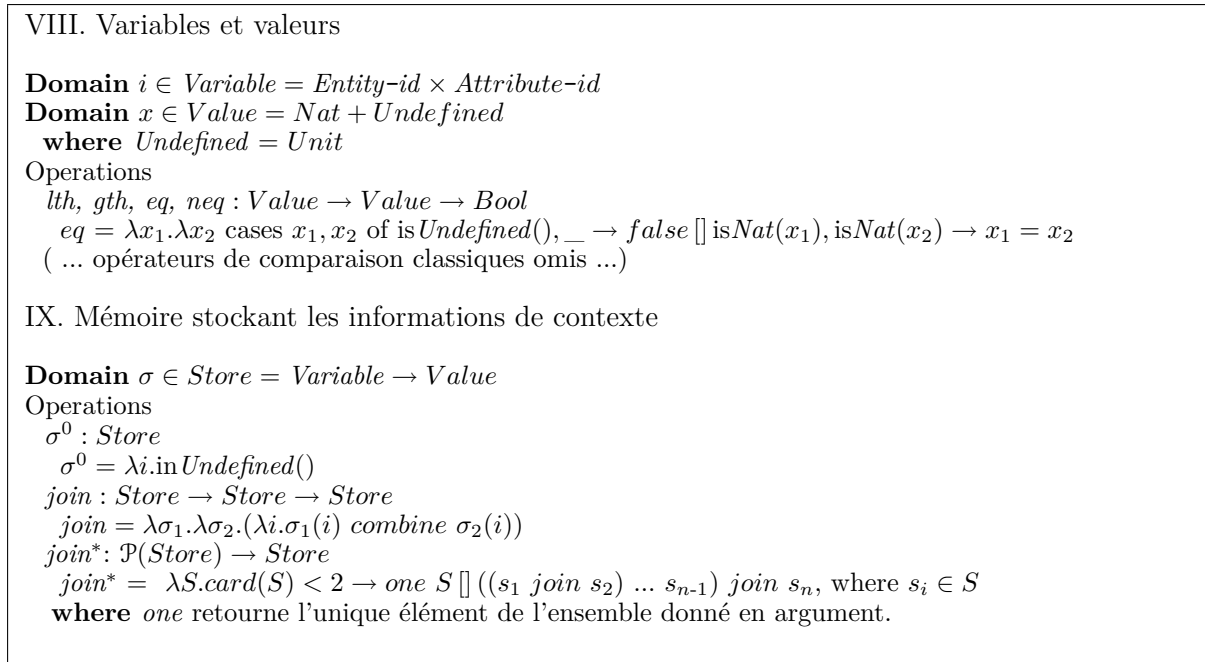 VIII. Variables et valeurs
Domain i ∈ Variable = Entity-id × Attribute-id
Domain x ∈ Value = Nat + Undefined
where Undefined = Unit
Operations
lth, gth, eq, neq : Value → Value → Bool
eq = λx₁.λx₂ cases x₁, x₂ of isUndefined(), _ → false [] isNat(x₁), isNat(x₂) → x₁ = x₂
( ... opérateurs de comparaison classiques omis ...)
IX. Mémoire stockant les informations de contexte
Domain σ ∈ Store = Variable → Value
Operations
σ⁰ : Store
σ⁰ = λi.inUndefined()
join : Store → Store → Store
join = λσ₁.λσ₂.(λi.σ₁(i) combine σ₂(i))
join*: 𝒫(Store) → Store
join* = λS.card(S) < 2 → one S [] ((s₁ join s₂) ... sₙ₋₁) join sₙ, where sᵢ ∈ S
where one retourne l'unique élément de l'ensemble donné en argument.